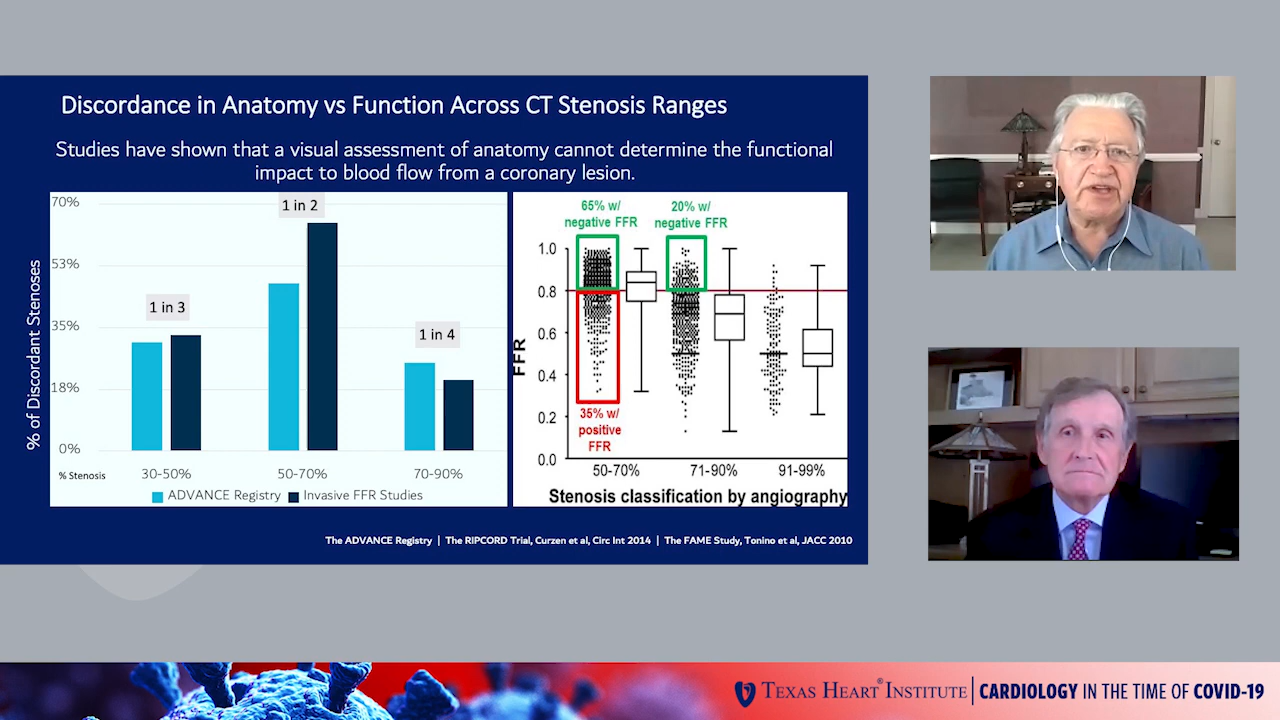 Discordance in Anatomy vs Function Across CT Stenosis Ranges
Studies have shown that a visual assessment of anatomy cannot determine the functional
impact to blood flow from a coronary lesion.
% of Discordant Stenoses
70%
53%
35%
18%
0%
1 in 3
1 in 2
1 in 4
% Stenosis
30-50%
50-70%
70-90%
ADVANCE Registry
Invasive FFR Studies
65% w/
negative FFR
20% w/
negative FFR
FFR
1.0
0.8
0.6
0.4
0.2
0.0
35% w/
positive
FFR
50-70%
71-90%
91-99%
Stenosis classification by angiography
The ADVANCE Registry | The RIPCORD Trial, Curzen et al, Circ Int 2014 | The FAME Study, Tonino et al, JACC 2010
TEXAS HEART® INSTITUTE | CARDIOLOGY IN THE TIME OF COVID-19